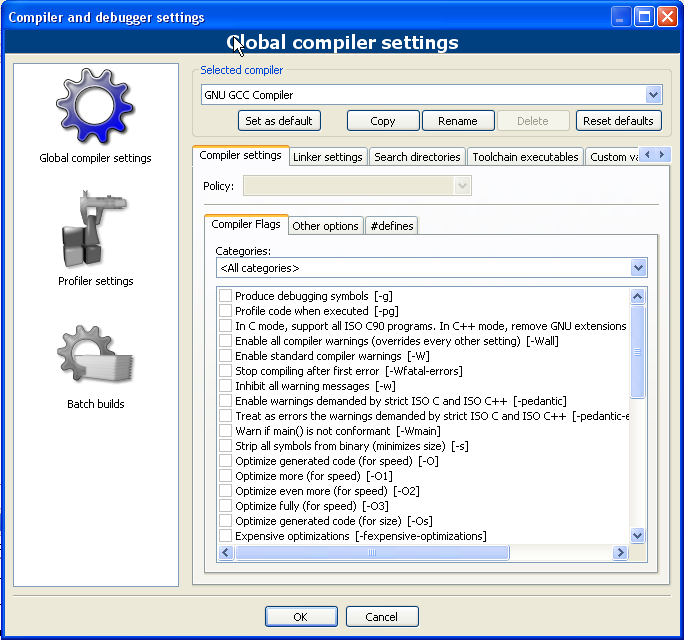 Compiler and debugger settings
Global compiler settings
Global compiler settings
Profiler settings
Batch builds
Selected compiler
GNU GCC Compiler
Set as default Copy Rename Delete Reset defaults
Compiler settings Linker settings Search directories Toolchain executables Custom va
Policy:
Compiler Flags Other options #defines
Categories:
<All categories>
Produce debugging symbols [-g]
Profile code when executed [-pg]
In C mode, support all ISO C90 programs. In C++ mode, remove GNU extensions
Enable all compiler warnings (overrides every other setting) [-Wall]
Enable standard compiler warnings [-W]
Stop compiling after first error [-Wfatal-errors]
Inhibit all warning messages [-w]
Enable warnings demanded by strict ISO C and ISO C++ [-pedantic]
Treat as errors the warnings demanded by strict ISO C and ISO C++ [-pedantic-e
Warn if main() is not conformant [-Wmain]
Strip all symbols from binary (minimizes size) [-s]
Optimize generated code (for speed) [-O]
Optimize more (for speed) [-O1]
Optimize even more (for speed) [-O2]
Optimize fully (for speed) [-O3]
Optimize generated code (for size) [-Os]
Expensive optimizations [-fexpensive-optimizations]
OK Cancel